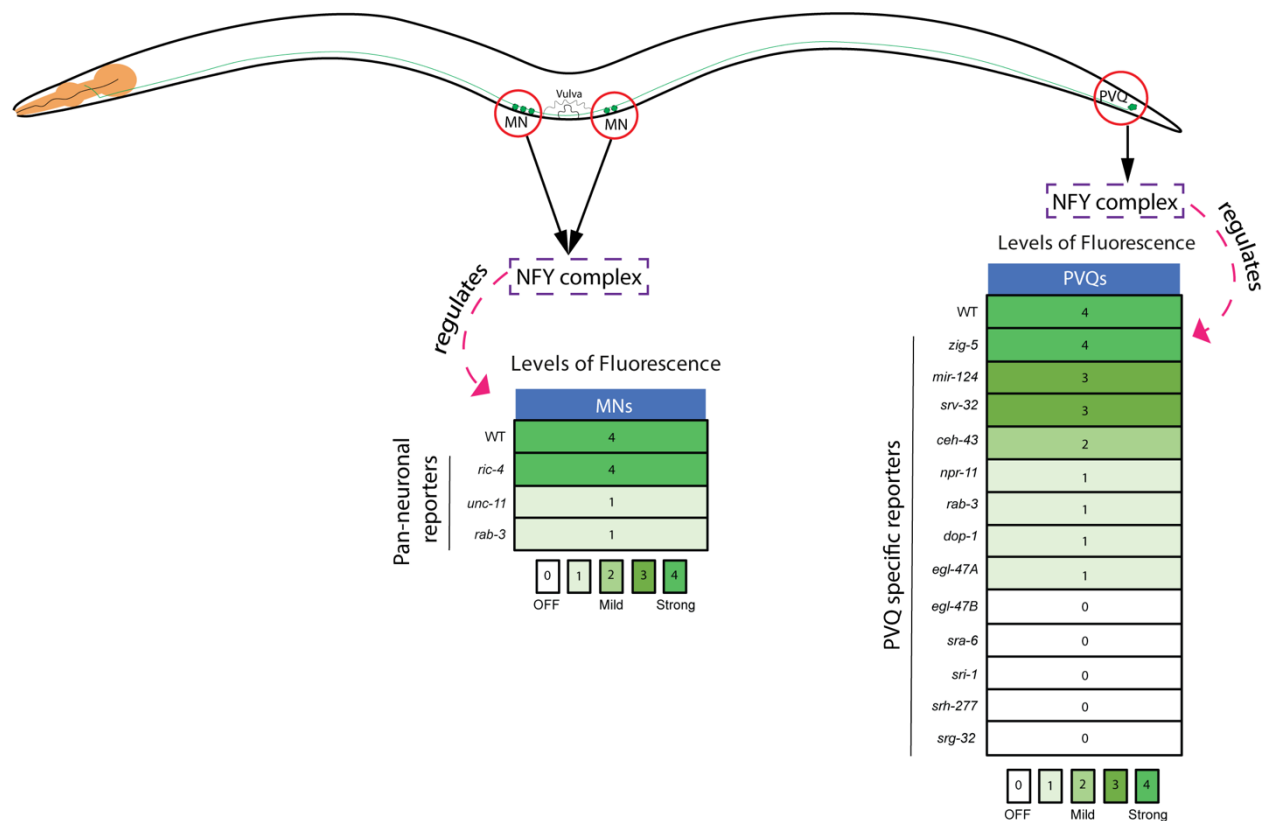 Vulva
MN
MN
PVQ
NFY complex
regulates
Levels of Fluorescence
MNs
WT 4
ric-4 4
unc-11 1
rab-3 1
Pan-neuronal
reporters
0 1 2 3 4
OFF Mild Strong
NFY complex
regulates
Levels of Fluorescence
PVQs
WT 4
zig-5 4
mir-124 3
srv-32 3
ceh-43 2
npr-11 1
rab-3 1
dop-1 1
egl-47A 1
egl-47B 0
sra-6 0
sri-1 0
srh-277 0
srg-32 0
PVQ specific reporters
0 1 2 3 4
OFF Mild Strong